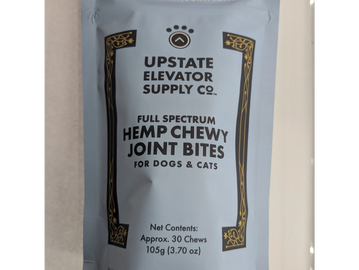 UPSTATE
ELEVATOR
SUPPLY CO™
FULL SPECTRUM
HEMP CHEWY
JOINT BITES
FOR DOGS & CATS
Net Contents:
Approx. 30 Chews
105g (3.70 oz)